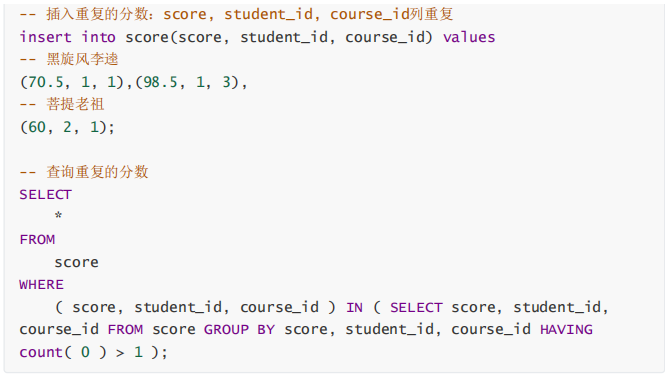 -- 插入重复的分数：score, student_id, course_id列重复
insert into score(score, student_id, course_id) values
-- 黑旋风李逵
(70.5, 1, 1),(98.5, 1, 3),
-- 菩提老祖
(60, 2, 1);
-- 查询重复的分数
SELECT
*
FROM
score
WHERE
( score, student_id, course_id ) IN ( SELECT score, student_id,
course_id FROM score GROUP BY score, student_id, course_id HAVING
count( 0 ) > 1 );